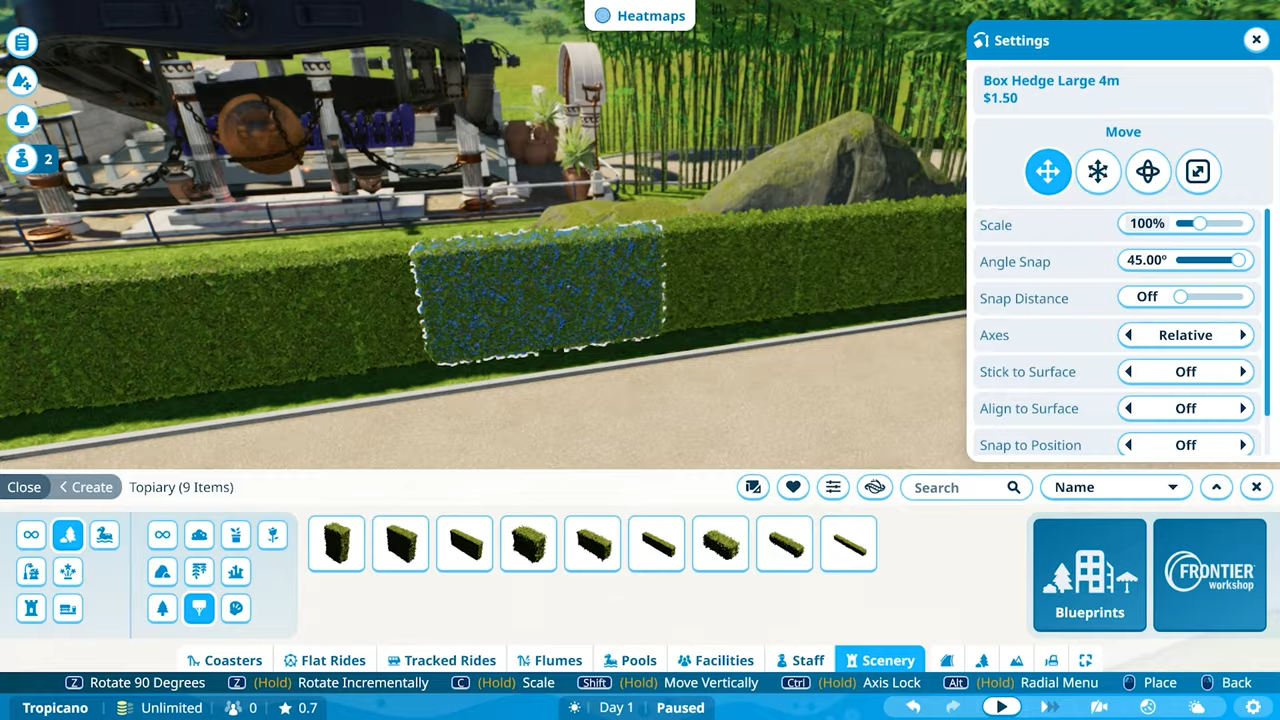 Heatmaps
Settings
Box Hedge Large 4m
$1.50
Move
Scale 100%
Angle Snap 45.00°
Snap Distance Off
Axes Relative
Stick to Surface Off
Align to Surface Off
Snap to Position Off
2
Close Create Topiary (9 Items) Search Name
Blueprints
FRONTIER workshop
Coasters Flat Rides Tracked Rides Flumes Pools Facilities Staff Scenery
Z Rotate 90 Degrees Z (Hold) Rotate Incrementally C (Hold) Scale Shift (Hold) Move Vertically Ctrl (Hold) Axis Lock Alt (Hold) Radial Menu Place Back
Tropicano Unlimited 0 0.7 Day 1 Paused